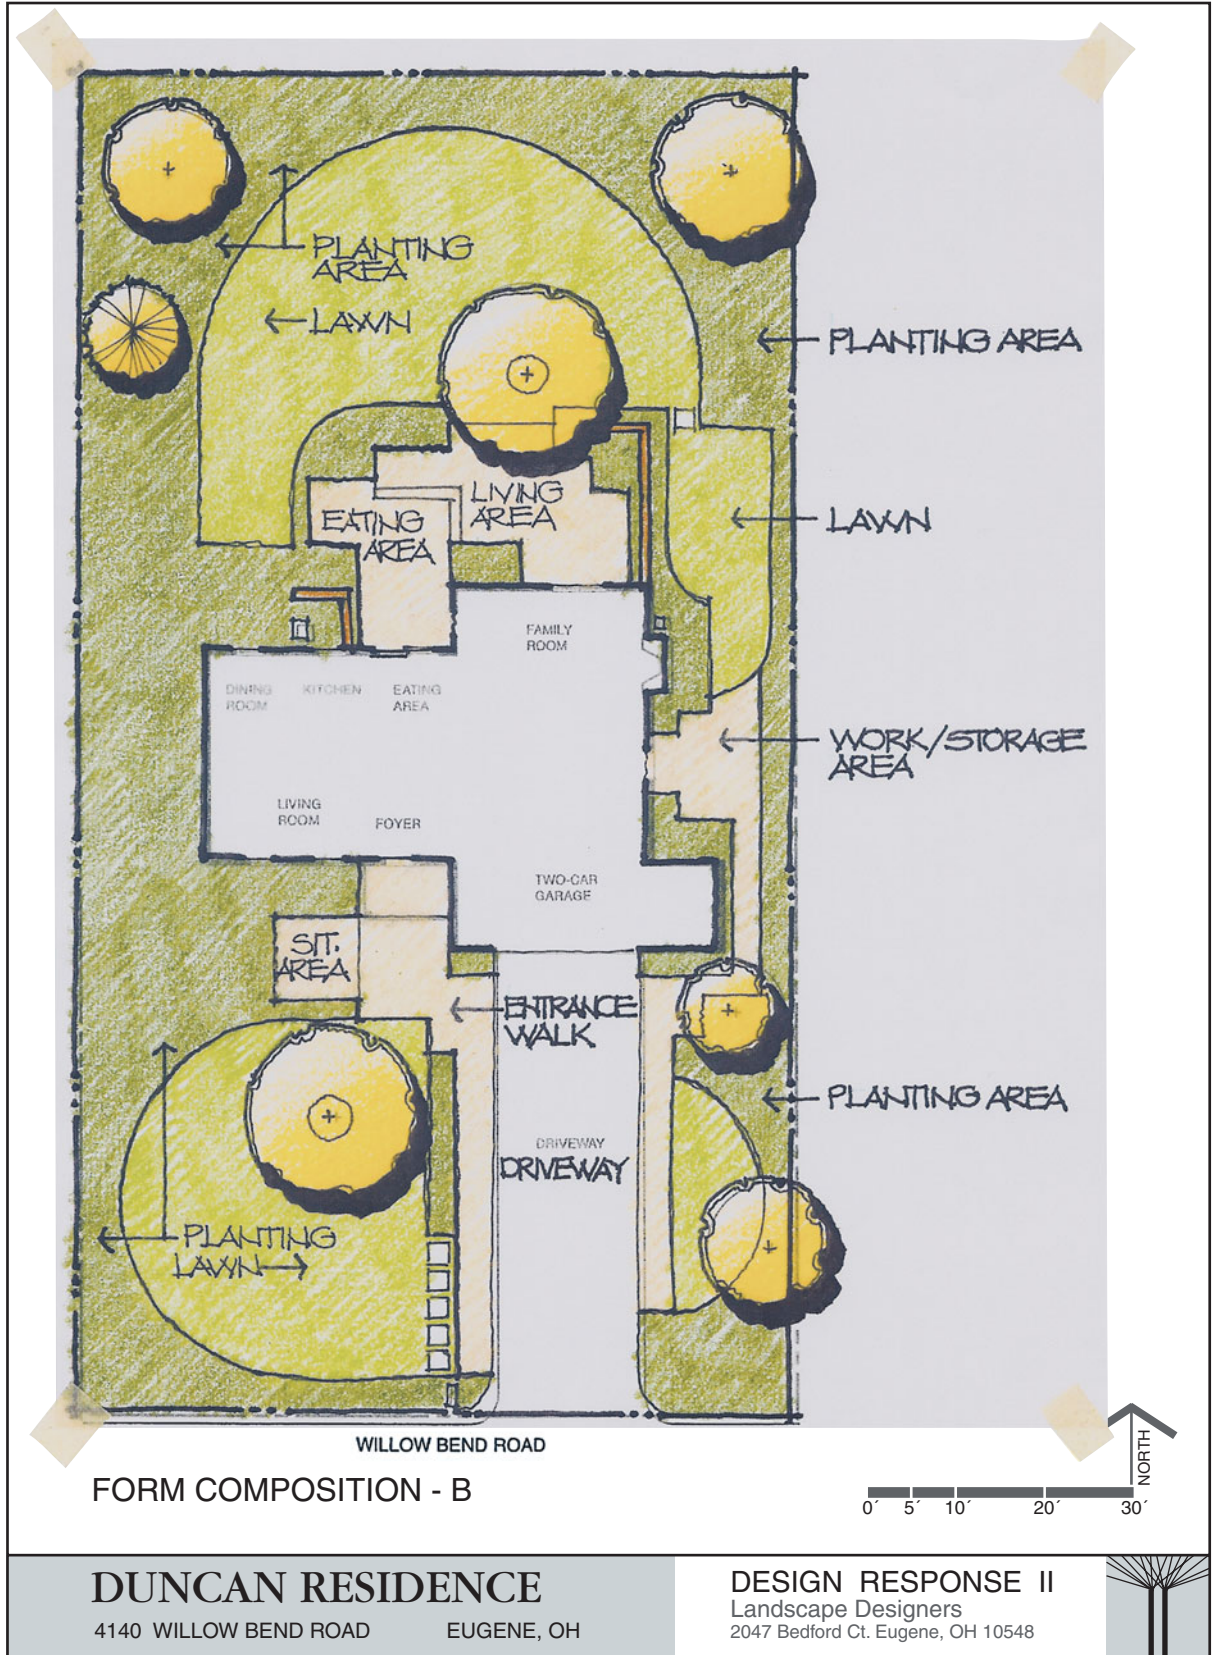 PLANTING
AREA
LAWN
PLANTING AREA
LIVING
AREA
EATING
AREA
LAWN
FAMILY
ROOM
DINING
ROOM
KITCHEN
EATING
AREA
WORK/STORAGE
AREA
LIVING
ROOM
FOYER
TWO-CAR
GARAGE
SIT.
AREA
ENTRANCE
WALK
PLANTING AREA
DRIVEWAY
DRIVEWAY
PLANTING
LAWN
WILLOW BEND ROAD
NORTH
FORM COMPOSITION - B
0´ 5´ 10´ 20´ 30´
DUNCAN RESIDENCE
4140 WILLOW BEND ROAD EUGENE, OH
DESIGN RESPONSE II
Landscape Designers
2047 Bedford Ct. Eugene, OH 10548